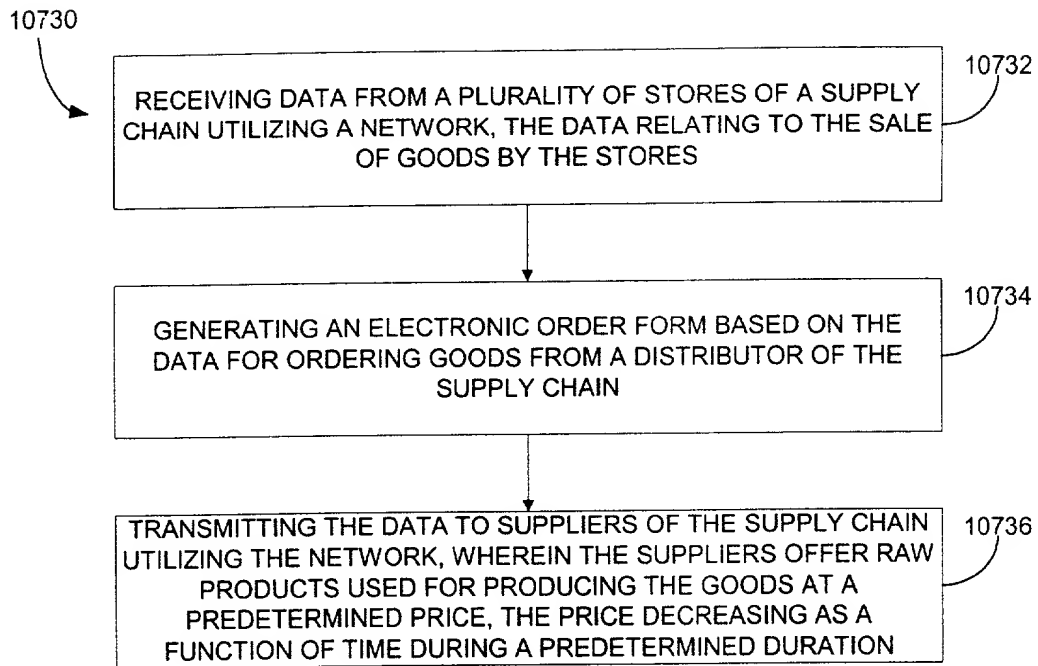 10730
10732
RECEIVING DATA FROM A PLURALITY OF STORES OF A SUPPLY
CHAIN UTILIZING A NETWORK, THE DATA RELATING TO THE SALE
OF GOODS BY THE STORES
10734
GENERATING AN ELECTRONIC ORDER FORM BASED ON THE
DATA FOR ORDERING GOODS FROM A DISTRIBUTOR OF THE
SUPPLY CHAIN
10736
TRANSMITTING THE DATA TO SUPPLIERS OF THE SUPPLY CHAIN
UTILIZING THE NETWORK, WHEREIN THE SUPPLIERS OFFER RAW
PRODUCTS USED FOR PRODUCING THE GOODS AT A
PREDETERMINED PRICE, THE PRICE DECREASING AS A
FUNCTION OF TIME DURING A PREDETERMINED DURATION